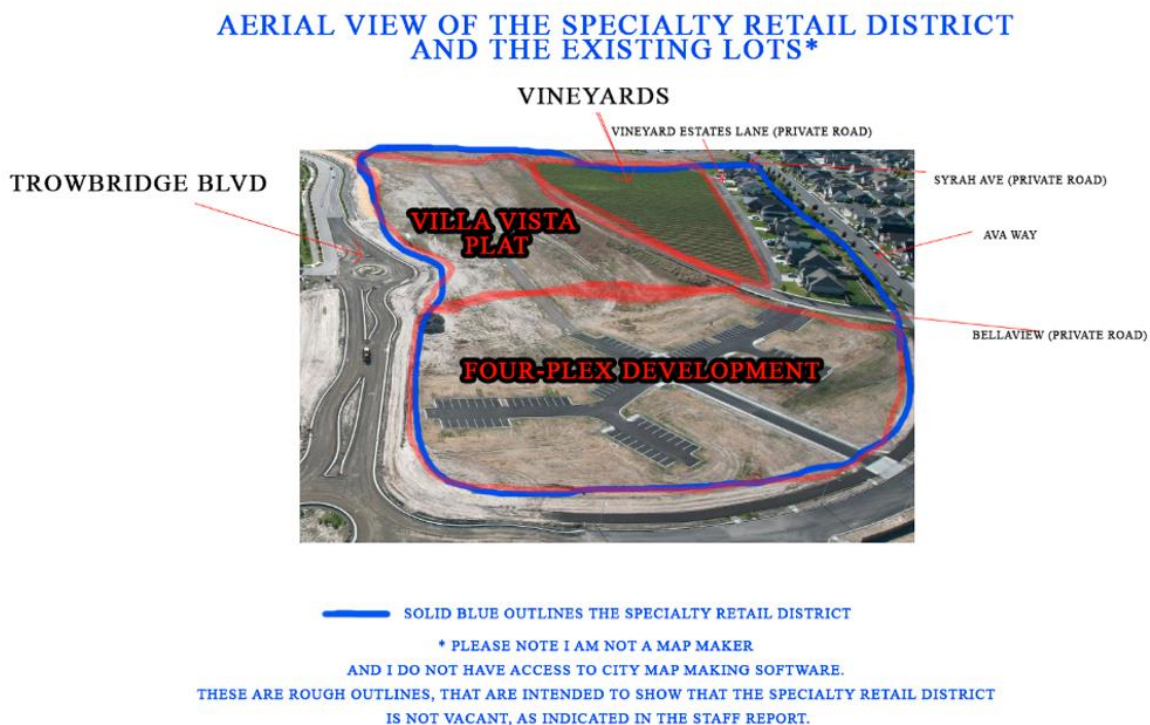 AERIAL VIEW OF THE SPECIALTY RETAIL DISTRICT
AND THE EXISTING LOTS*
VINEYARDS
VINEYARD ESTATES LANE (PRIVATE ROAD)
TROWBRIDGE BLVD
SYRAH AVE (PRIVATE ROAD)
VILLA VISTA
PLAT
AVA WAY
BELLAVIEW (PRIVATE ROAD)
FOUR-PLEX DEVELOPMENT
SOLID BLUE OUTLINES THE SPECIALTY RETAIL DISTRICT
* PLEASE NOTE I AM NOT A MAP MAKER
AND I DO NOT HAVE ACCESS TO CITY MAP MAKING SOFTWARE.
THESE ARE ROUGH OUTLINES, THAT ARE INTENDED TO SHOW THAT THE SPECIALTY RETAIL DISTRICT
IS NOT VACANT, AS INDICATED IN THE STAFF REPORT.